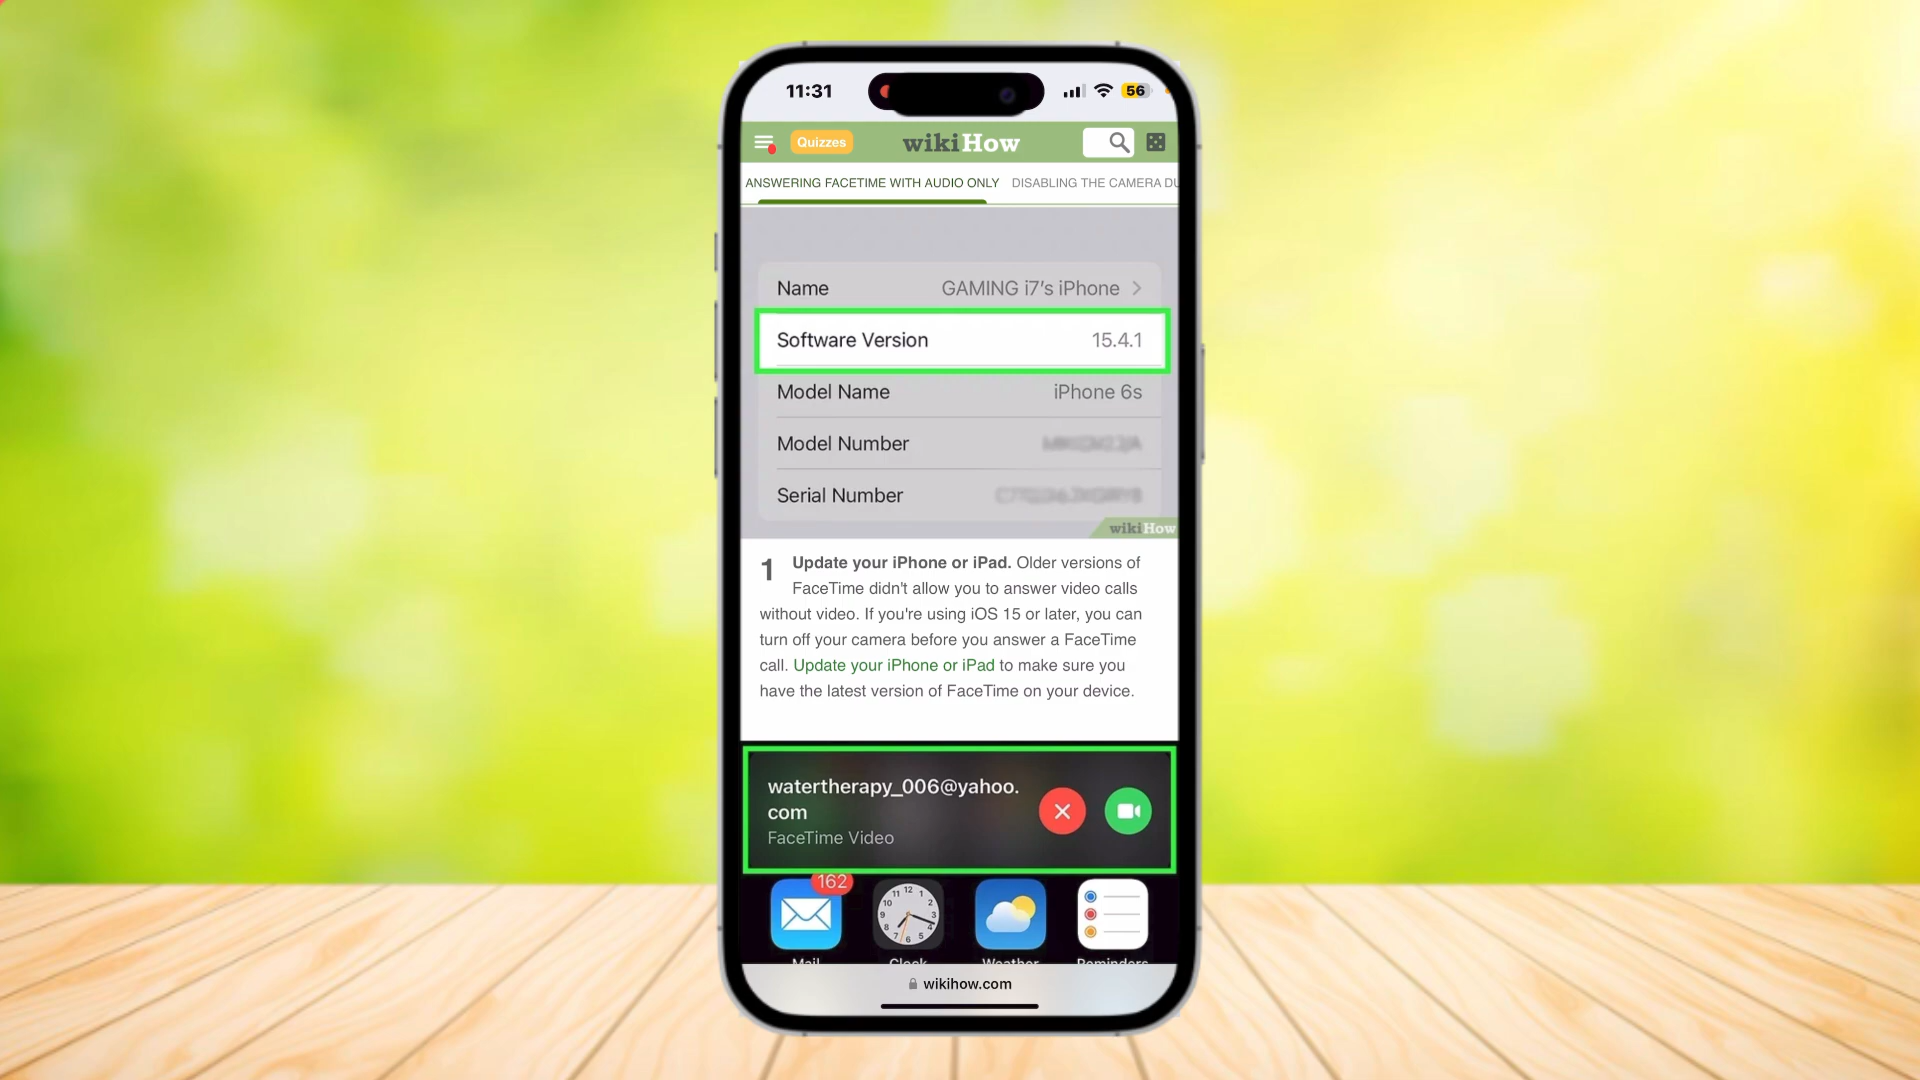 11:31
56
Quizzes
wikiHow
ANSWERING FACETIME WITH AUDIO ONLY DISABLING THE CAMERA DU
Name GAMING i7's iPhone
Software Version 15.4.1
Model Name iPhone 6s
Model Number
Serial Number
wikiHow
1 Update your iPhone or iPad. Older versions of
FaceTime didn't allow you to answer video calls
without video. If you're using iOS 15 or later, you can
turn off your camera before you answer a FaceTime
call. Update your iPhone or iPad to make sure you
have the latest version of FaceTime on your device.
watertherapy_006@yahoo.
com
FaceTime Video
162
Mail Clock Weather Reminders
wikihow.com